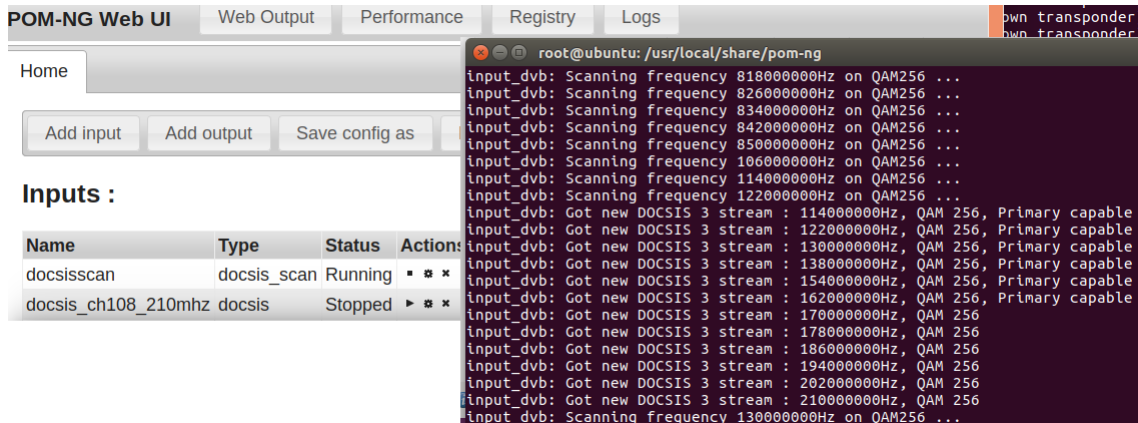 POM-NG Web UI
Web Output
Performance
Registry
Logs
Home
Add input
Add output
Save config as
Inputs :
Name Type Status Actions
docsisscan docsis_scan Running
docsis_ch108_210mhz docsis Stopped
own transponder
own transponder
root@ubuntu: /usr/local/share/pom-ng
input_dvb: Scanning frequency 818000000Hz on QAM256 ...
input_dvb: Scanning frequency 826000000Hz on QAM256 ...
input_dvb: Scanning frequency 834000000Hz on QAM256 ...
input_dvb: Scanning frequency 842000000Hz on QAM256 ...
input_dvb: Scanning frequency 850000000Hz on QAM256 ...
input_dvb: Scanning frequency 106000000Hz on QAM256 ...
input_dvb: Scanning frequency 114000000Hz on QAM256 ...
input_dvb: Scanning frequency 122000000Hz on QAM256 ...
input_dvb: Got new DOCSIS 3 stream : 114000000Hz, QAM 256, Primary capable
input_dvb: Got new DOCSIS 3 stream : 122000000Hz, QAM 256, Primary capable
input_dvb: Got new DOCSIS 3 stream : 130000000Hz, QAM 256, Primary capable
input_dvb: Got new DOCSIS 3 stream : 138000000Hz, QAM 256, Primary capable
input_dvb: Got new DOCSIS 3 stream : 154000000Hz, QAM 256, Primary capable
input_dvb: Got new DOCSIS 3 stream : 162000000Hz, QAM 256, Primary capable
input_dvb: Got new DOCSIS 3 stream : 170000000Hz, QAM 256
input_dvb: Got new DOCSIS 3 stream : 178000000Hz, QAM 256
input_dvb: Got new DOCSIS 3 stream : 186000000Hz, QAM 256
input_dvb: Got new DOCSIS 3 stream : 194000000Hz, QAM 256
input_dvb: Got new DOCSIS 3 stream : 202000000Hz, QAM 256
input_dvb: Got new DOCSIS 3 stream : 210000000Hz, QAM 256
input_dvb: Scanning frequency 130000000Hz on QAM256 ...